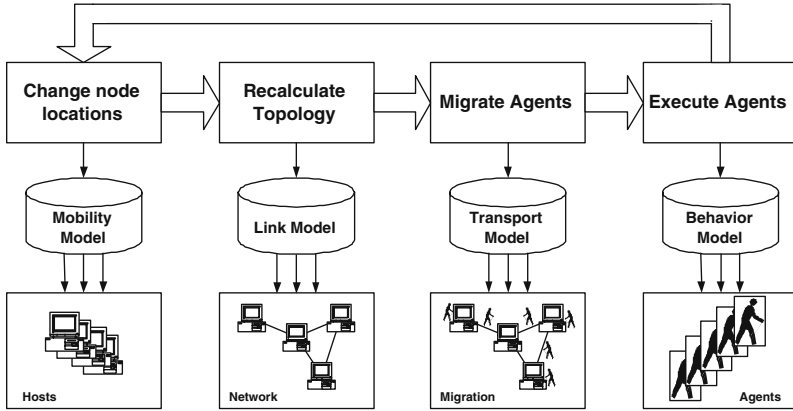 Change node
locations
Recalculate
Topology
Migrate Agents
Execute Agents
Mobility
Model
Link Model
Transport
Model
Behavior
Model
Hosts
Network
Migration
Agents